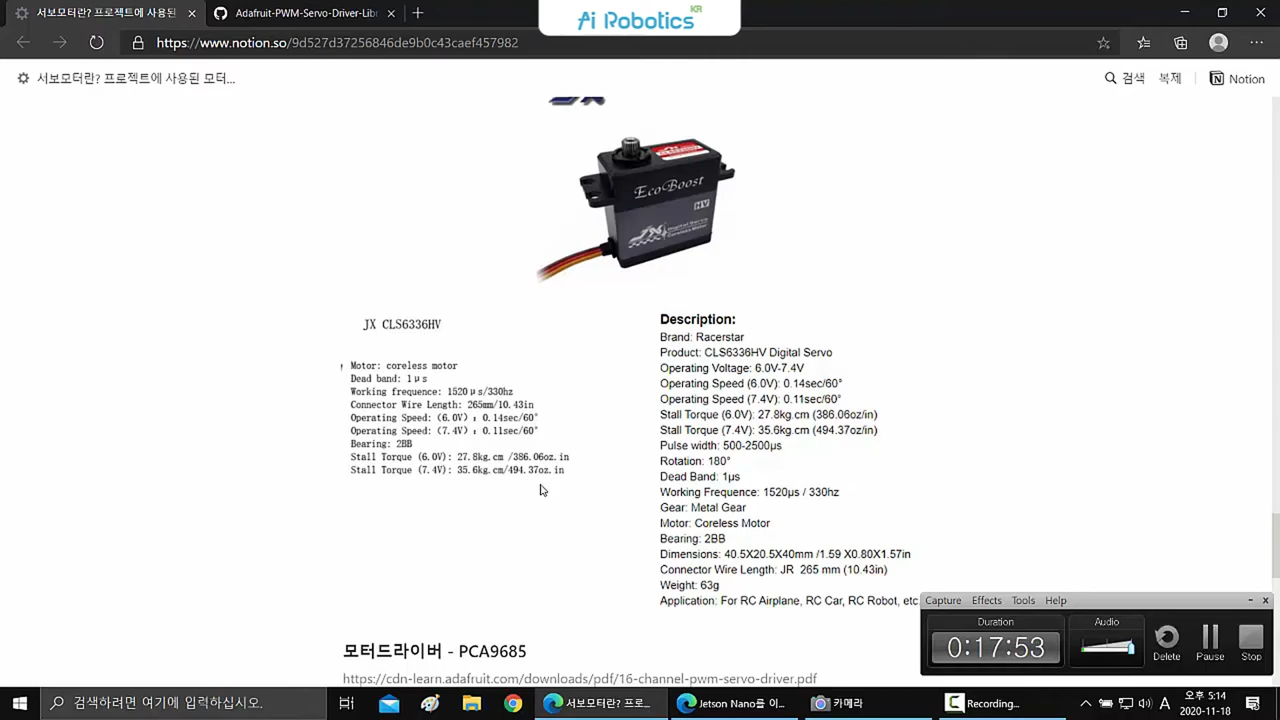 서보모터란? 프로젝트에 사용된
Adafruit-PWM-Servo-Driver-Lib
Ai Robotics KR
https://www.notion.so/9d527d37256846de9b0c43caef457982
서보모터란? 프로젝트에 사용된 모터...
검색
복제
Notion
EcoBoost
HV
JX
Digital Servo
Coreless Motor
JX CLS6336HV
Motor: coreless motor
Dead band: 1μs
Working frequence: 1520μs/330hz
Connector Wire Length: 265mm/10.43in
Operating Speed: (6.0V): 0.14sec/60°
Operating Speed: (7.4V): 0.11sec/60°
Bearing: 2BB
Stall Torque (6.0V): 27.8kg.cm /386.06oz.in
Stall Torque (7.4V): 35.6kg.cm/494.37oz.in
Description:
Brand: Racerstar
Product: CLS6336HV Digital Servo
Operating Voltage: 6.0V-7.4V
Operating Speed (6.0V): 0.14sec/60°
Operating Speed (7.4V): 0.11sec/60°
Stall Torque (6.0V): 27.8kg.cm (386.06oz/in)
Stall Torque (7.4V): 35.6kg.cm (494.37oz/in)
Pulse width: 500-2500μs
Rotation: 180°
Dead Band: 1μs
Working Frequence: 1520μs / 330hz
Gear: Metal Gear
Motor: Coreless Motor
Bearing: 2BB
Dimensions: 40.5X20.5X40mm /1.59 X0.80X1.57in
Connector Wire Length: JR 265 mm (10.43in)
Weight: 63g
Application: For RC Airplane, RC Car, RC Robot, etc
모터드라이버 - PCA9685
https://cdn-learn.adafruit.com/downloads/pdf/16-channel-pwm-servo-driver.pdf
Capture Effects Tools Help
Duration
0:17:53
Audio
Delete
Pause
Stop
검색하려면 여기에 입력하십시오.
서보모터란? 프로...
Jetson Nano를 이...
카메라
Recording...
A
오후 5:14
2020-11-18